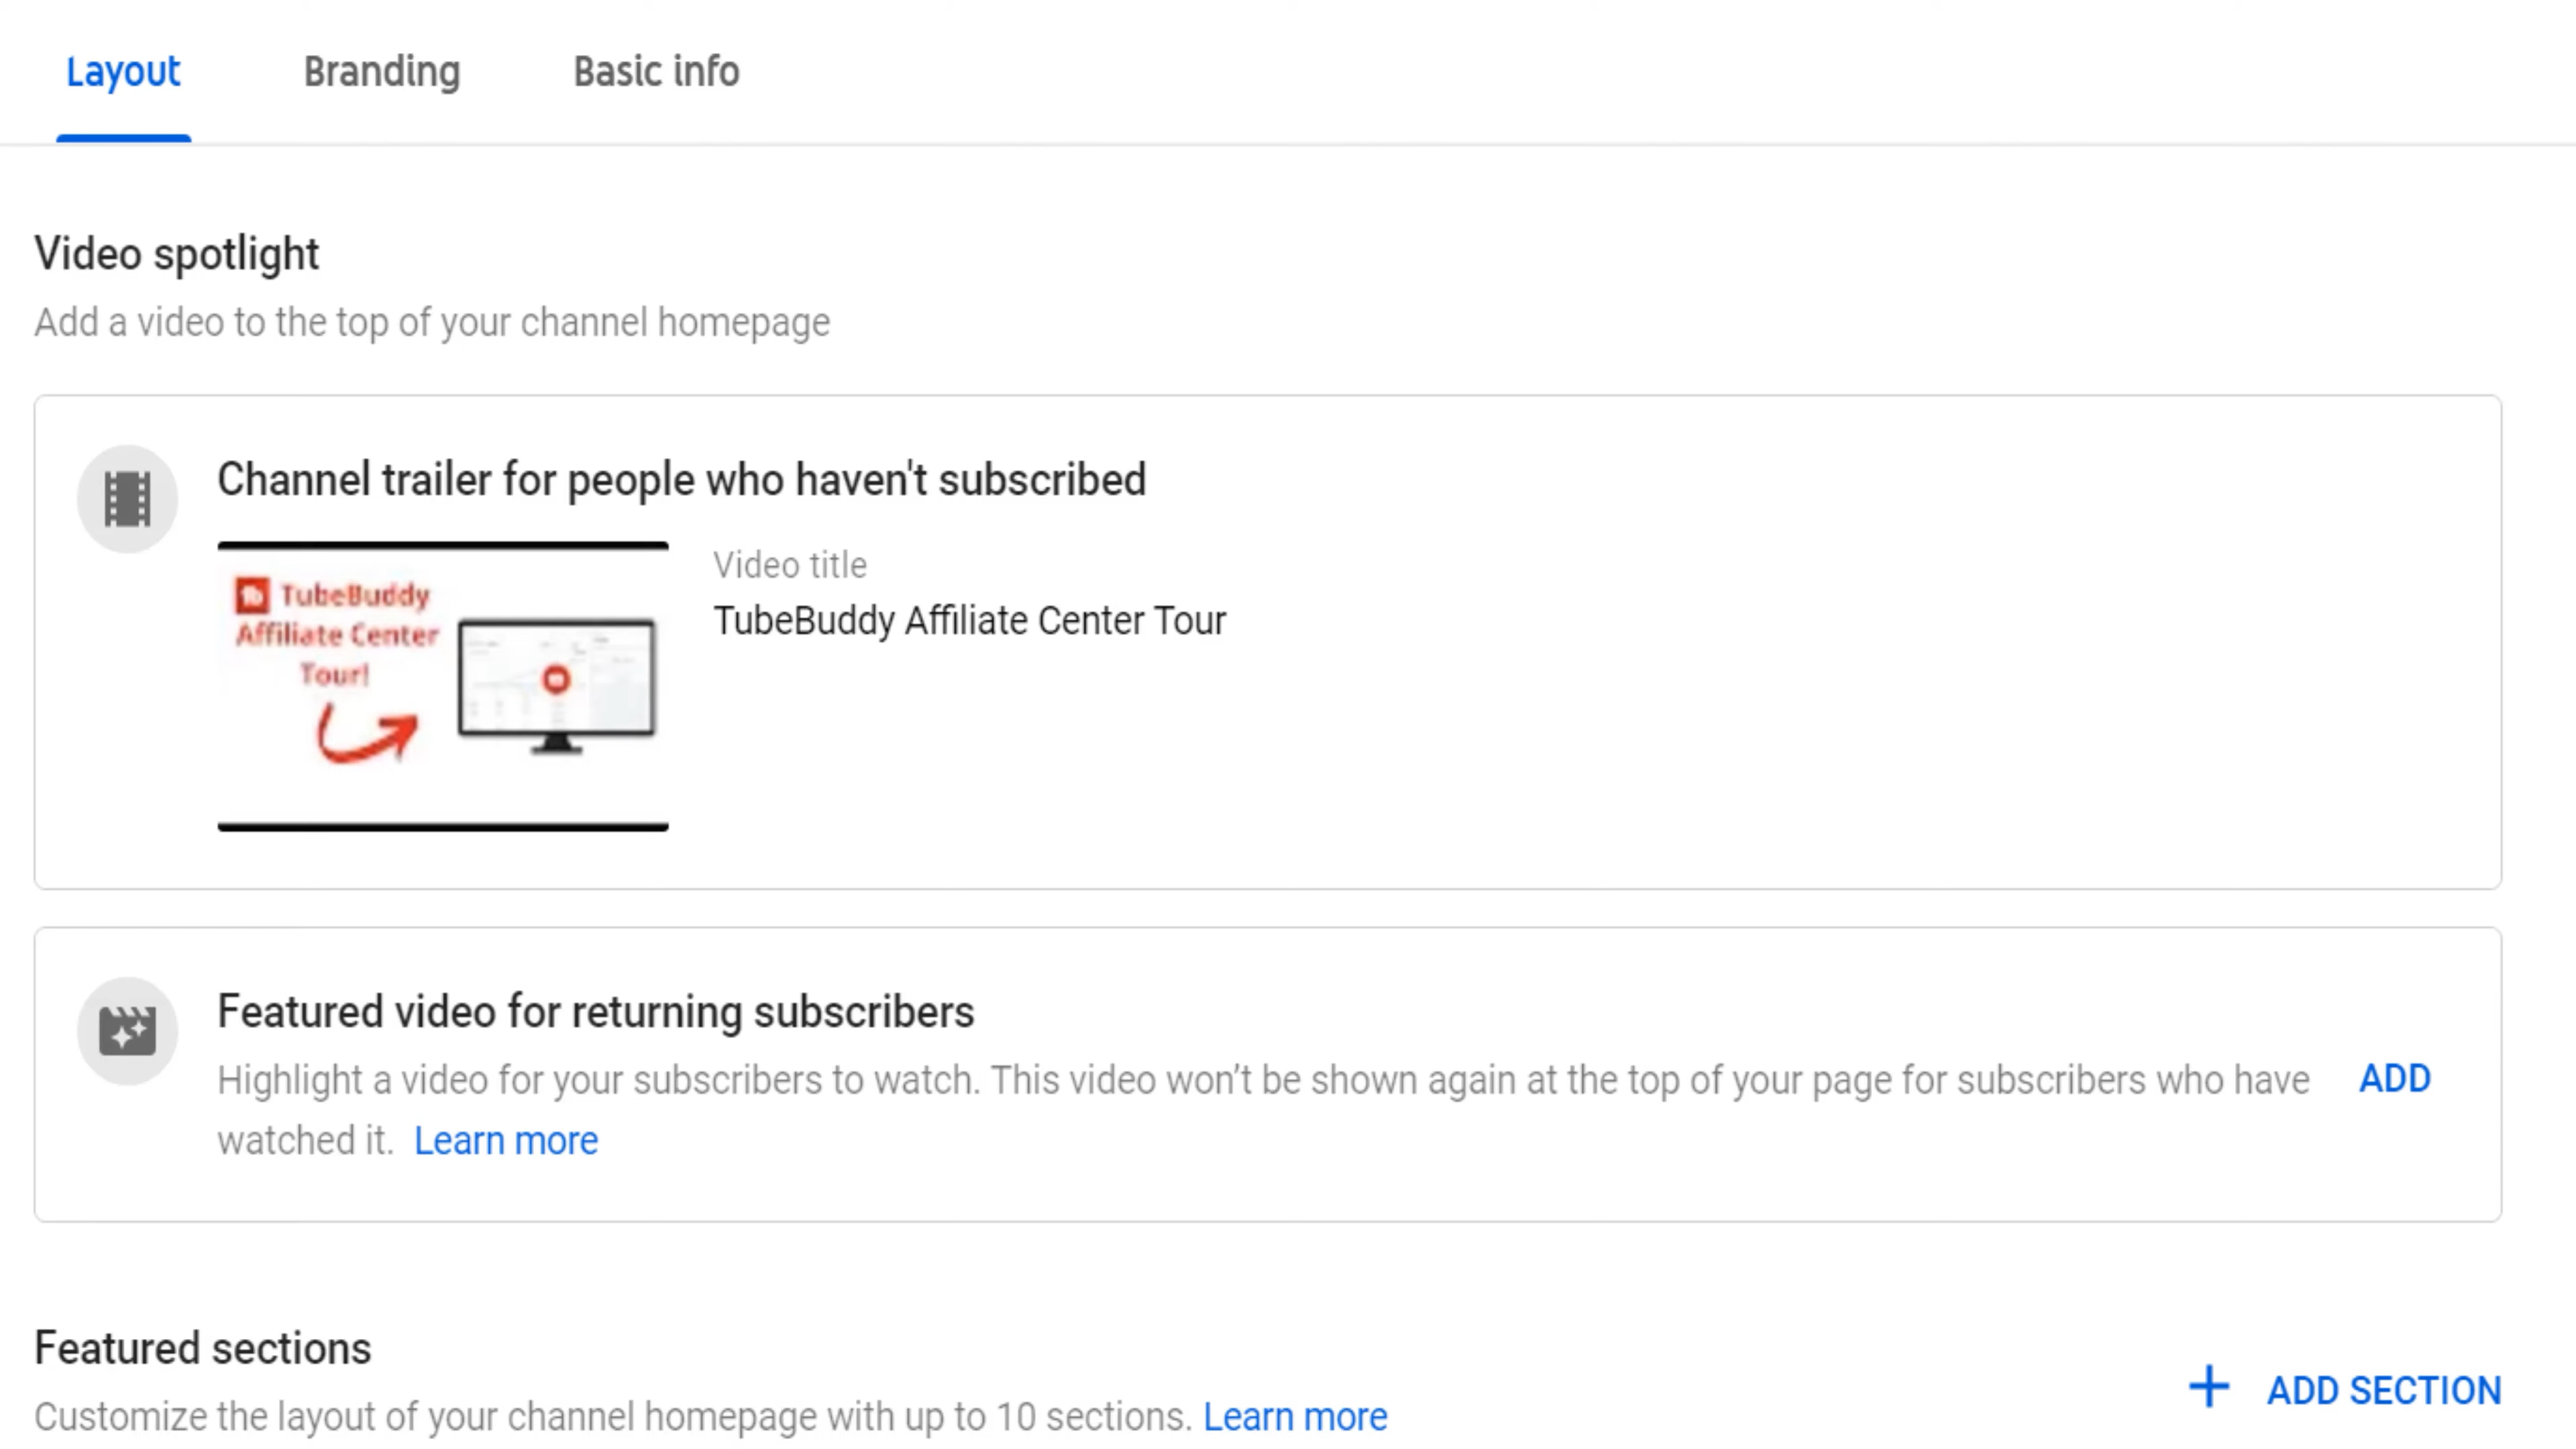 Layout Branding Basic info
Video spotlight
Add a video to the top of your channel homepage
Channel trailer for people who haven't subscribed
TubeBuddy
Affiliate Center
Tour!
Video title
TubeBuddy Affiliate Center Tour
Featured video for returning subscribers
Highlight a video for your subscribers to watch. This video won’t be shown again at the top of your page for subscribers who have
watched it. Learn more
ADD
Featured sections
Customize the layout of your channel homepage with up to 10 sections. Learn more
ADD SECTION